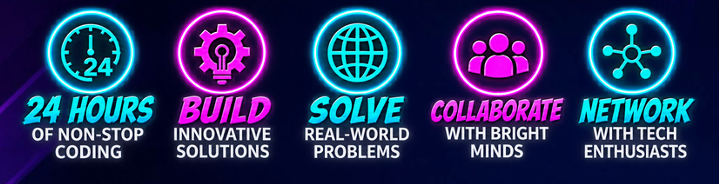 24
24 HOURS
OF NON-STOP
CODING
BUILD
INNOVATIVE
SOLUTIONS
SOLVE
REAL-WORLD
PROBLEMS
COLLABORATE
WITH BRIGHT
MINDS
NETWORK
WITH TECH
ENTHUSIASTS